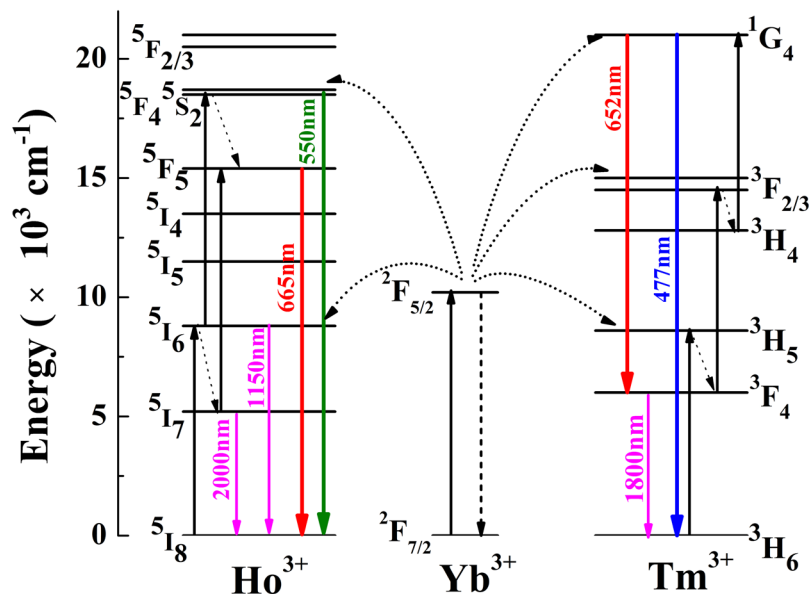 Energy ( × 10³ cm⁻¹)
20
15
10
5
0
⁵F₂/₃
⁵F₄ ⁵S₂
⁵F₅
⁵I₄
⁵I₅
⁵I₆
⁵I₇
⁵I₈
550nm
665nm
1150nm
2000nm
Ho³⁺
²F₅/₂
²F₇/₂
Yb³⁺
652nm
477nm
1800nm
¹G₄
³F₂/₃
³H₄
³H₅
³F₄
³H₆
Tm³⁺